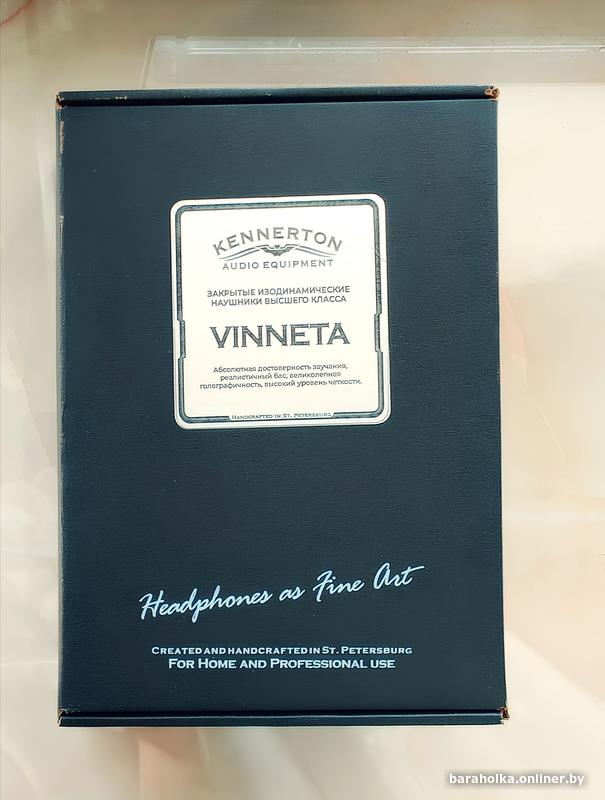 KENNERTON
AUDIO EQUIPMENT
ЗАКРЫТЫЕ ИЗОДИНАМИЧЕСКИЕ
НАУШНИКИ ВЫСШЕГО КЛАССА
VINNETA
Абсолютная достоверность звучания,
реалистичный бас, великолепная
голографичность, высокий уровень четкости.
HANDCRAFTED IN ST. PETERSBURG
Headphones as Fine Art
CREATED AND HANDCRAFTED IN ST. PETERSBURG
FOR HOME AND PROFESSIONAL USE
baraholka.onliner.by